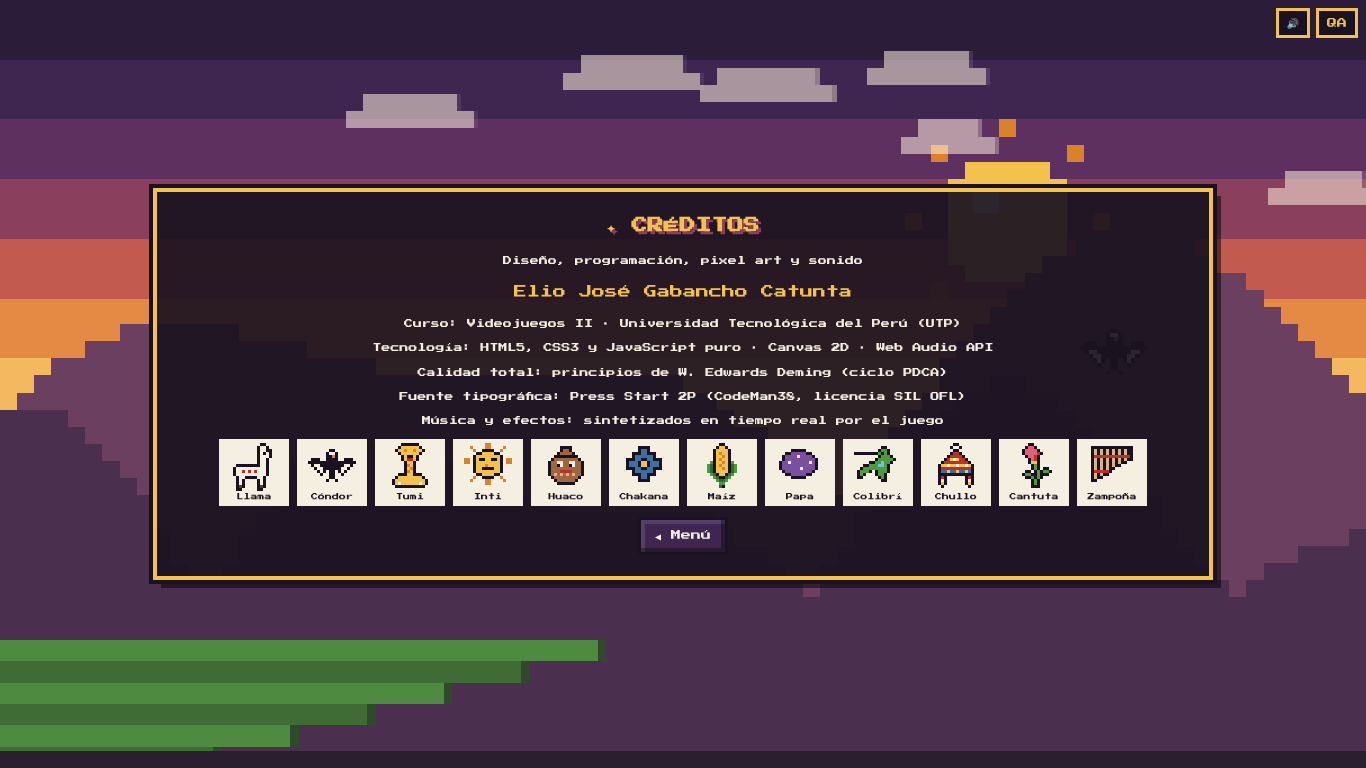 QA
CRÉDITOS
Diseño, programación, pixel art y sonido
Elio José Gabancho Catunta
Curso: Videojuegos II · Universidad Tecnológica del Perú (UTP)
Tecnología: HTML5, CSS3 y JavaScript puro · Canvas 2D · Web Audio API
Calidad total: principios de W. Edwards Deming (ciclo PDCA)
Fuente tipográfica: Press Start 2P (CodeMan38, licencia SIL OFL)
Música y efectos: sintetizados en tiempo real por el juego
Llama Cóndor Tumi Inti Huaco Chakana Maíz Papa Colibrí Chullo Cantuta Zampoña
◄ Menú